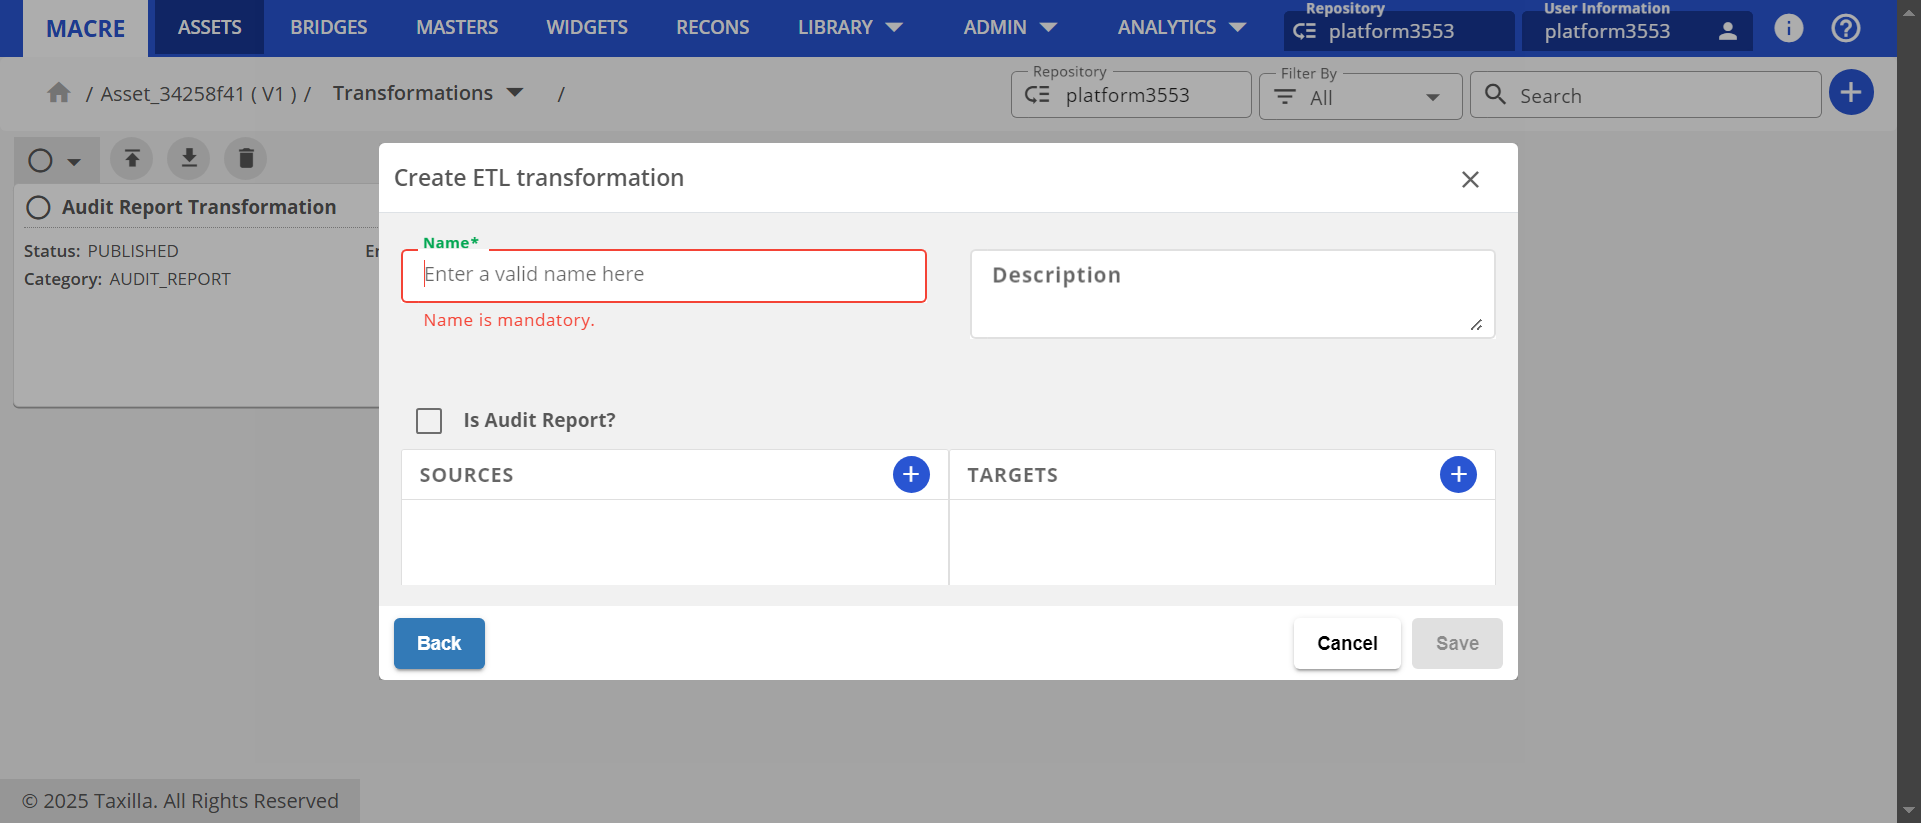 MACRE ASSETS BRIDGES MASTERS WIDGETS RECONS LIBRARY ADMIN ANALYTICS Repository platform3553 User Information platform3553
/ Asset_34258f41 ( V1 ) / Transformations / Repository platform3553 Filter By All Search
Audit Report Transformation
Status: PUBLISHED
Category: AUDIT_REPORT
Create ETL transformation
Name*
Enter a valid name here
Name is mandatory.
Description
Is Audit Report?
SOURCES TARGETS
Back Cancel Save
© 2025 Taxilla. All Rights Reserved